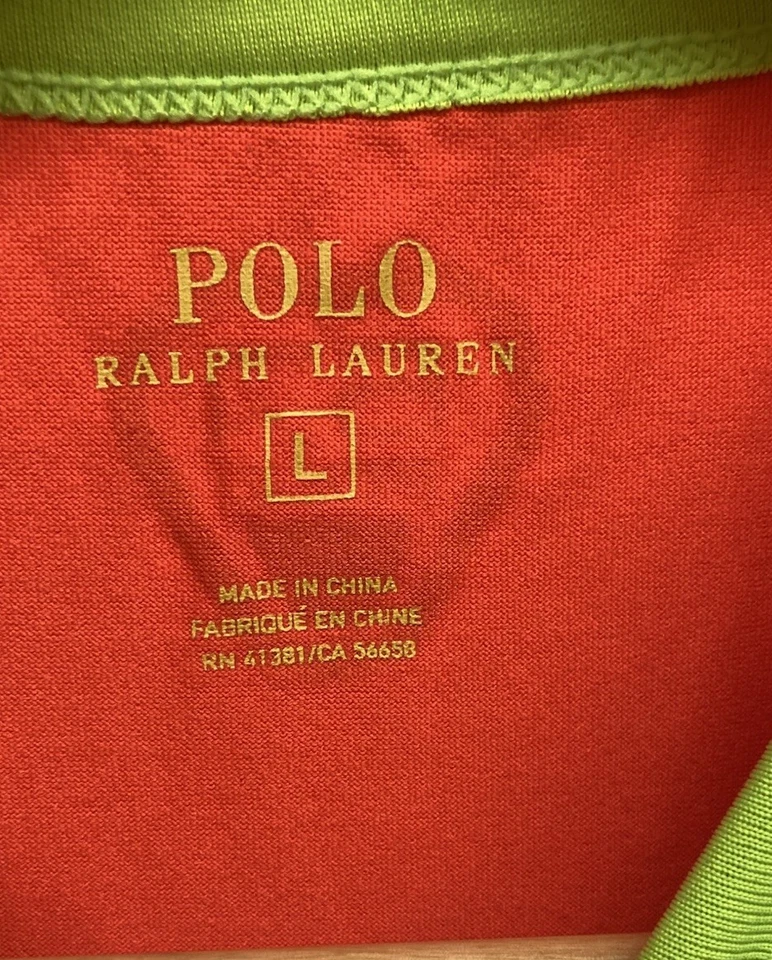 POLO
RALPH LAUREN
L
MADE IN CHINA
FABRIQUÉ EN CHINE
RN 41381/CA 56658